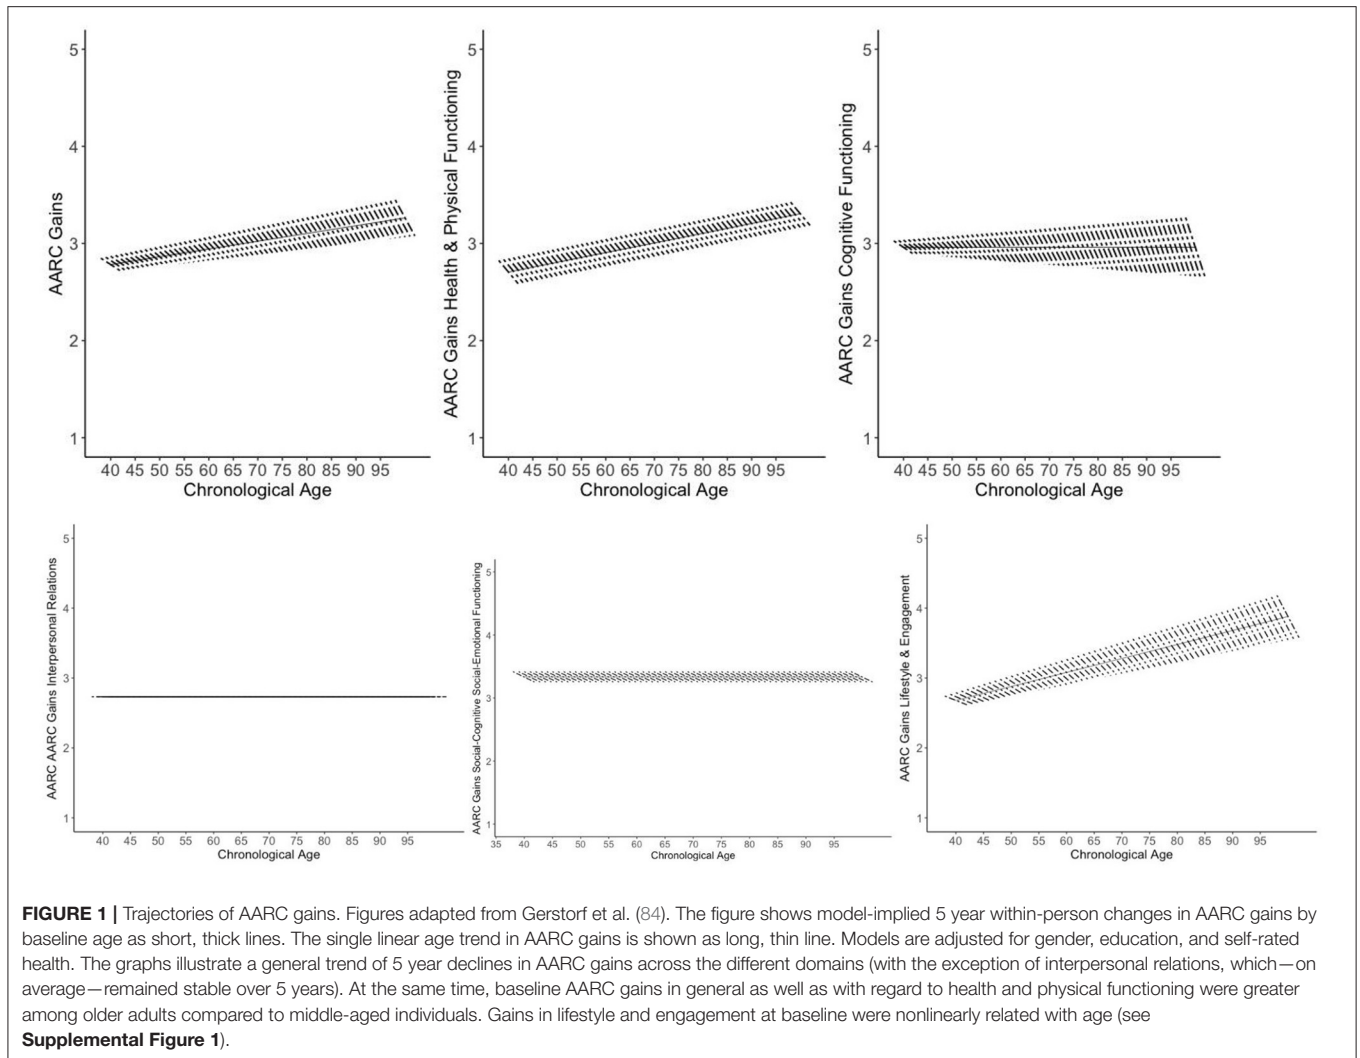 AARC Gains
5
4
3
2
1
40 45 50 55 60 65 70 75 80 85 90 95
Chronological Age
AARC Gains Health & Physical Functioning
5
4
3
2
1
40 45 50 55 60 65 70 75 80 85 90 95
Chronological Age
AARC Gains Cognitive Functioning
5
4
3
2
1
40 45 50 55 60 65 70 75 80 85 90 95
Chronological Age
AARC AARC Gains Interpersonal Relations
5
4
3
2
1
40 45 50 55 60 65 70 75 80 85 90 95
Chronological Age
AARC Gains Social-Cognitive Social-Emotional Functioning
5
4
3
2
1
35 40 45 50 55 60 65 70 75 80 85 90 95
Chronological Age
AARC Gains Lifestyle & Engagement
5
4
3
2
1
40 45 50 55 60 65 70 75 80 85 90 95
Chronological Age
FIGURE 1 | Trajectories of AARC gains. Figures adapted from Gerstorf et al. (84). The figure shows model-implied 5 year within-person changes in AARC gains by
baseline age as short, thick lines. The single linear age trend in AARC gains is shown as long, thin line. Models are adjusted for gender, education, and self-rated
health. The graphs illustrate a general trend of 5 year declines in AARC gains across the different domains (with the exception of interpersonal relations, which—on
average—remained stable over 5 years). At the same time, baseline AARC gains in general as well as with regard to health and physical functioning were greater
among older adults compared to middle-aged individuals. Gains in lifestyle and engagement at baseline were nonlinearly related with age (see
Supplemental Figure 1).